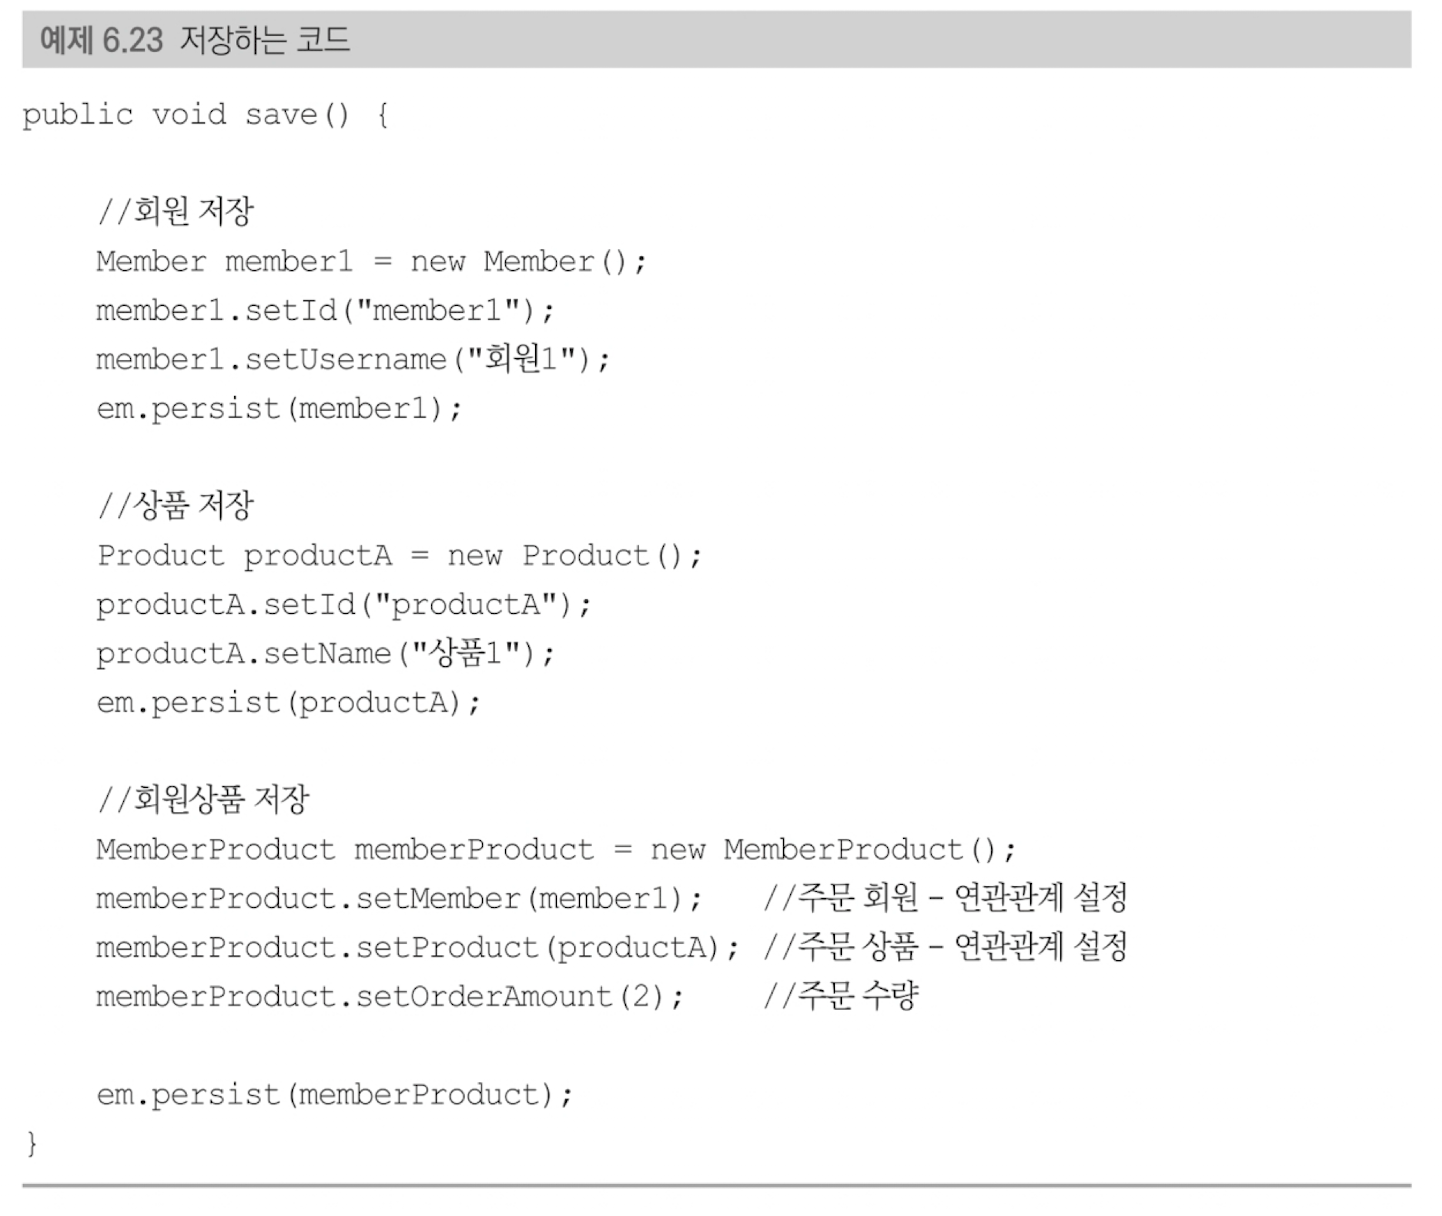 예제 6.23 저장하는 코드
public void save() {
//회원 저장
Member member1 = new Member();
member1.setId("member1");
member1.setUsername("회원1");
em.persist(member1);
//상품 저장
Product productA = new Product();
productA.setId("productA");
productA.setName("상품1");
em.persist(productA);
//회원상품 저장
MemberProduct memberProduct = new MemberProduct();
memberProduct.setMember(member1); //주문 회원 - 연관관계 설정
memberProduct.setProduct(productA); //주문 상품 - 연관관계 설정
memberProduct.setOrderAmount(2); //주문 수량
em.persist(memberProduct);
}